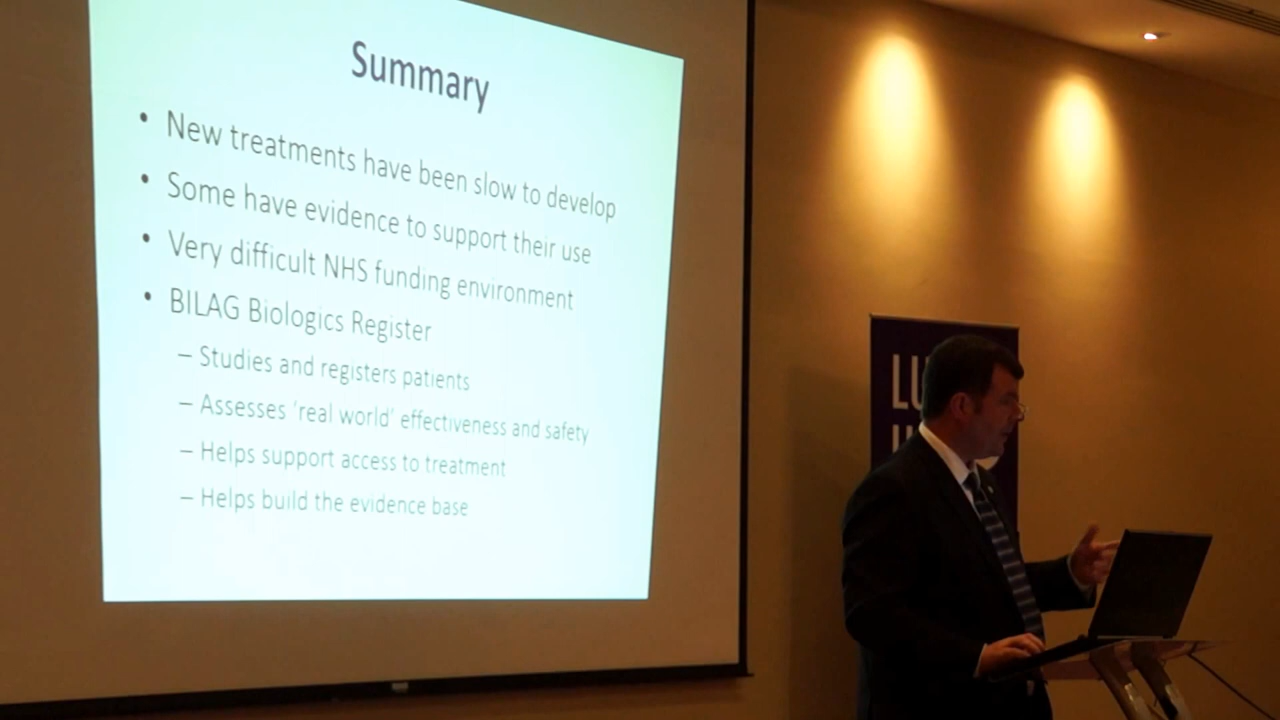 Summary
• New treatments have been slow to develop
• Some have evidence to support their use
• Very difficult NHS funding environment
• BILAG Biologics Register
– Studies and registers patients
– Assesses ‘real world’ effectiveness and safety
– Helps support access to treatment
– Helps build the evidence base
LU